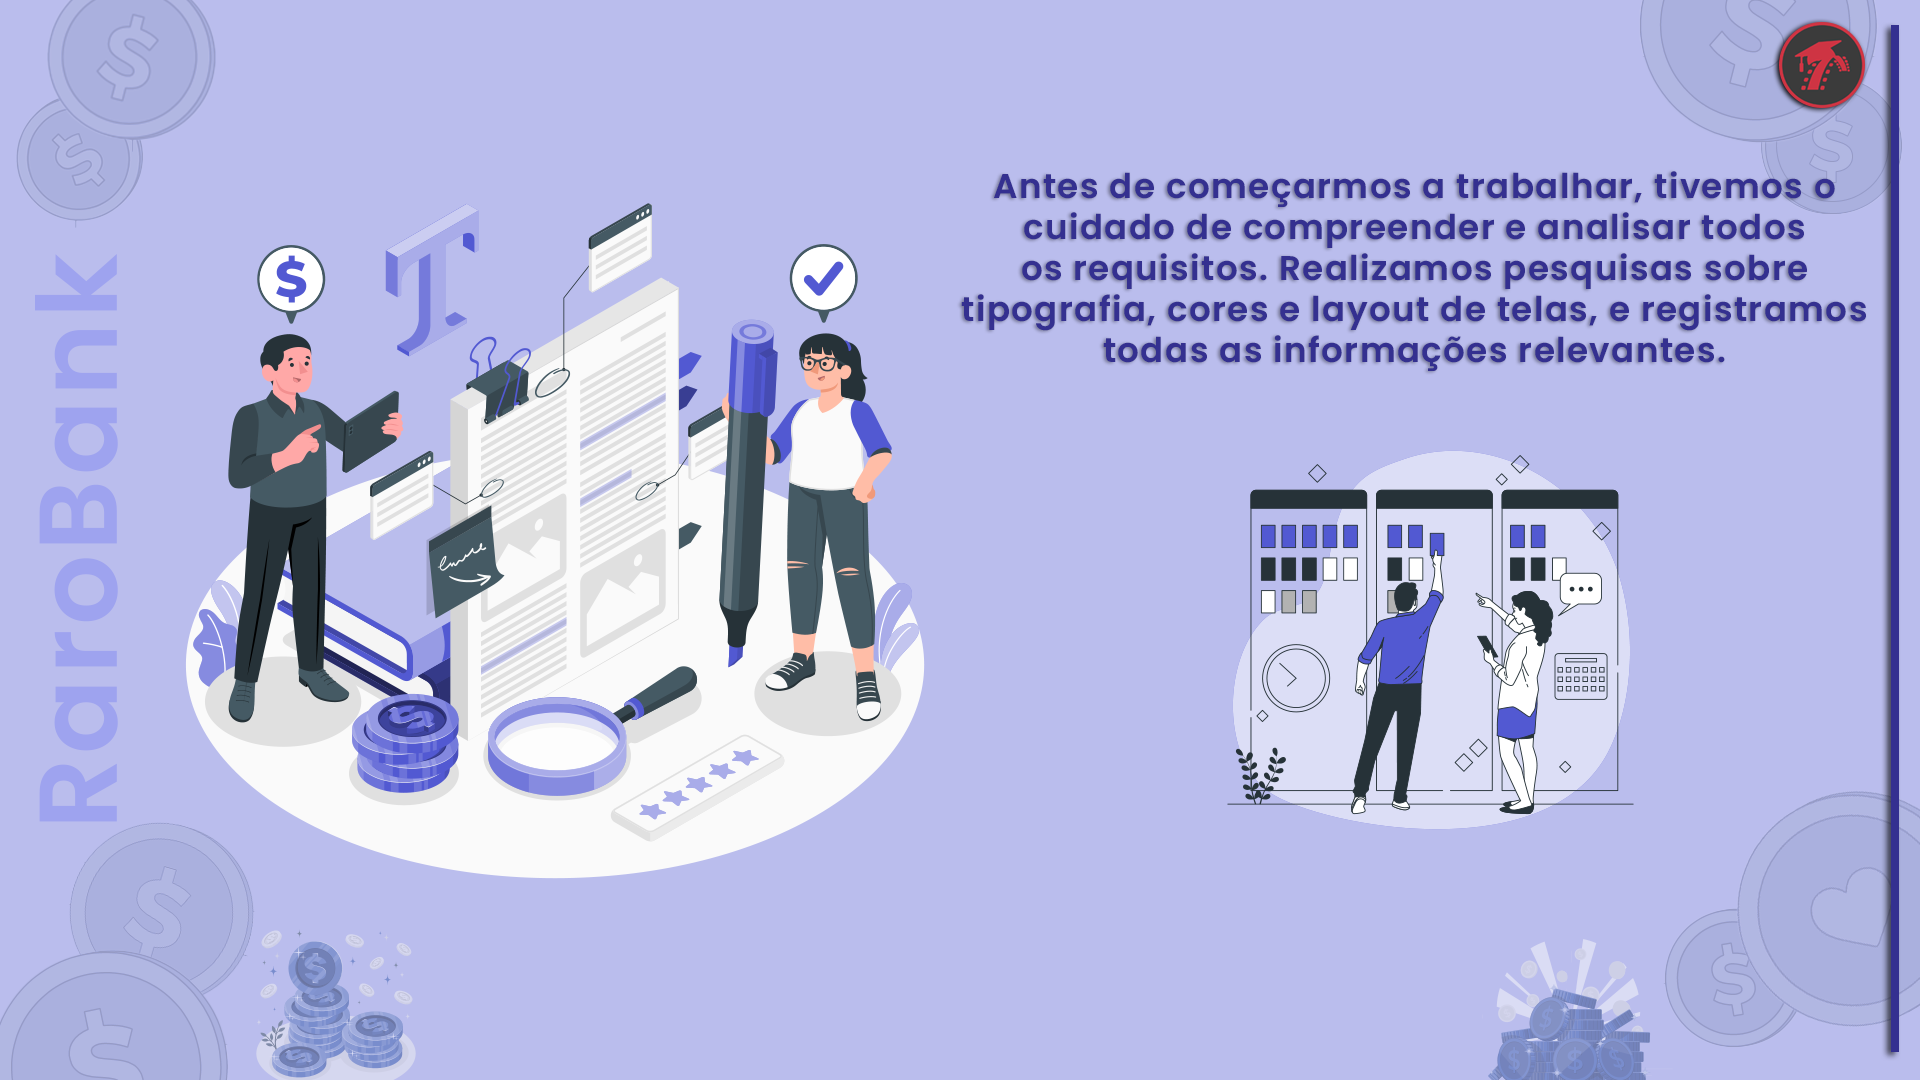 RaroBank
Antes de começarmos a trabalhar, tivemos o
cuidado de compreender e analisar todos
os requisitos. Realizamos pesquisas sobre
tipografia, cores e layout de telas, e registramos
todas as informações relevantes.